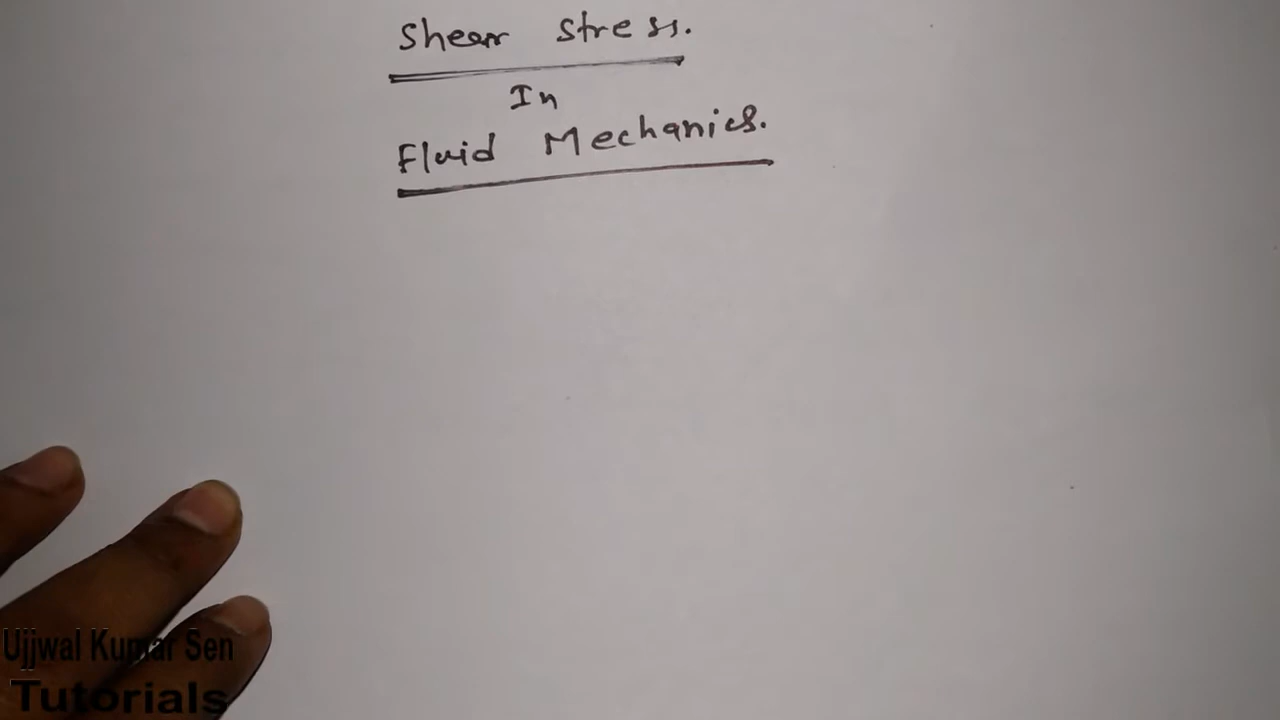 Shear Stress.
In
Fluid Mechanics.
Ujjwal Kumar Sen
Tutorials